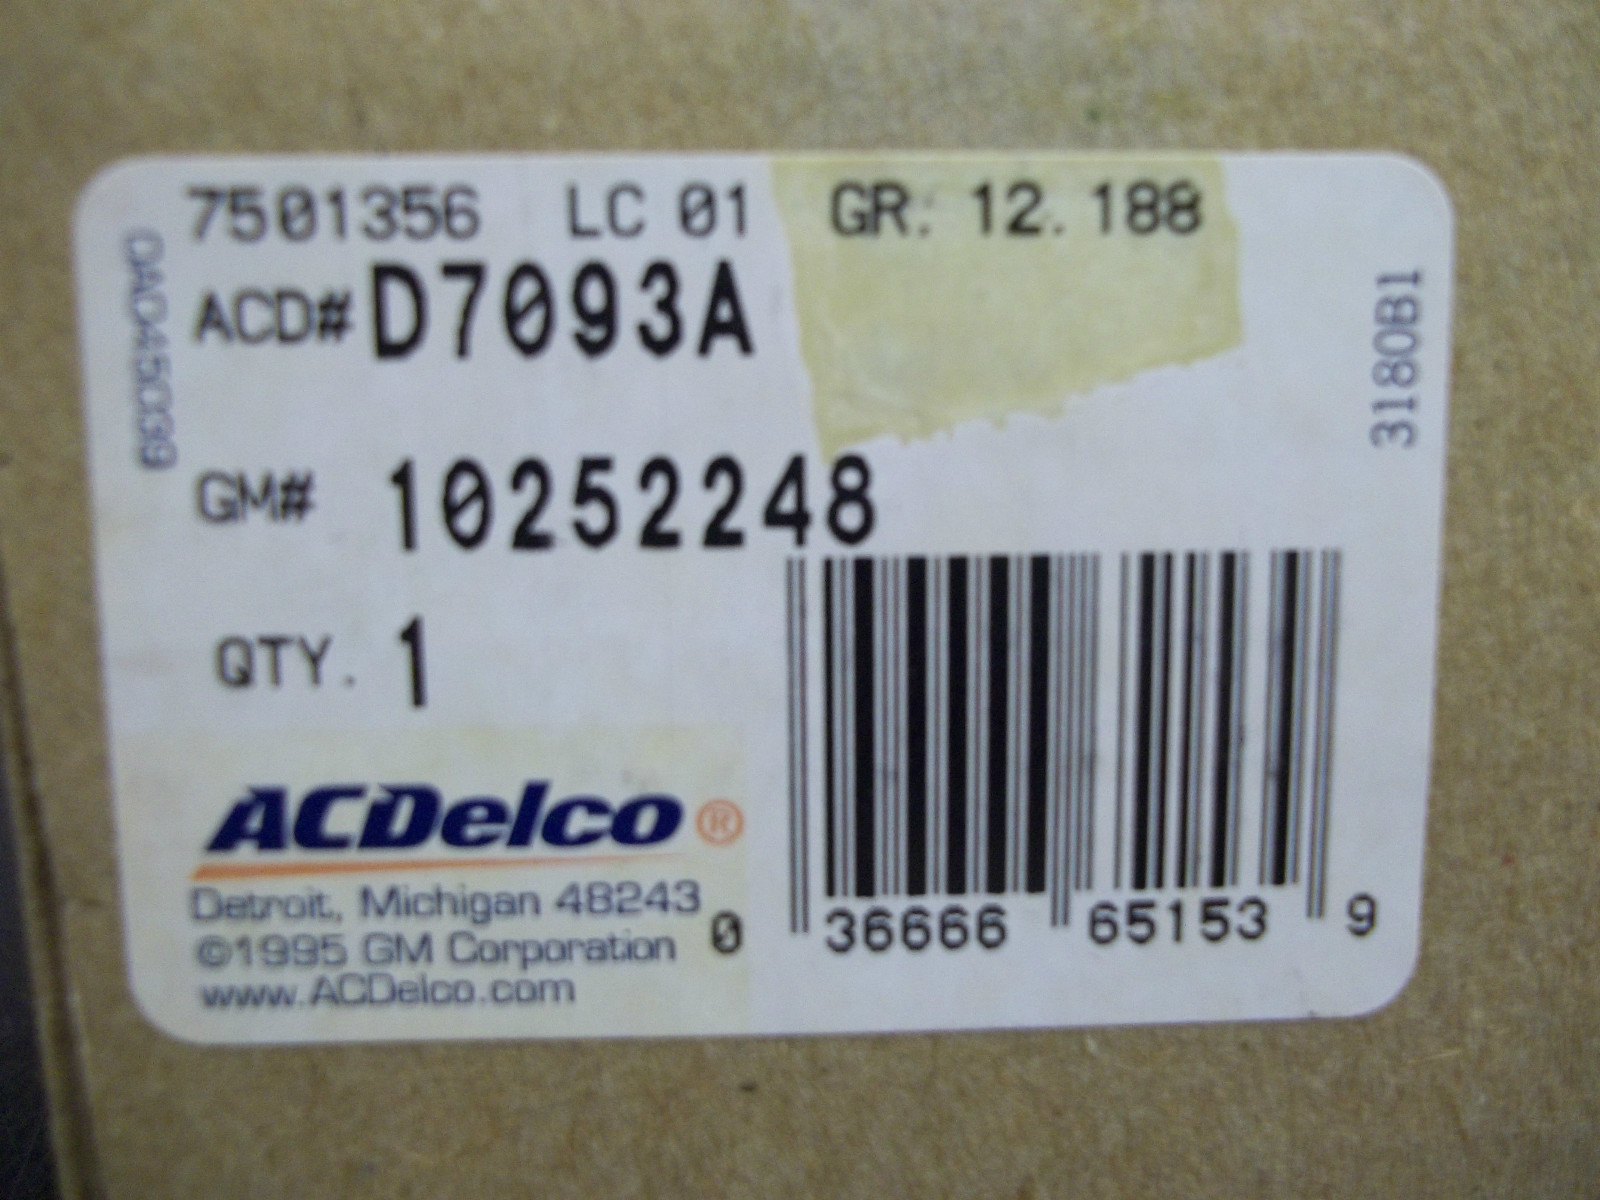 7501356 LC 01 GR: 12.188
ACD# D7093A
GM# 10252248
QTY. 1
ACDelco®
Detroit, Michigan 48243
©1995 GM Corporation
www.ACDelco.com
0 36666 65153 9
3180B1